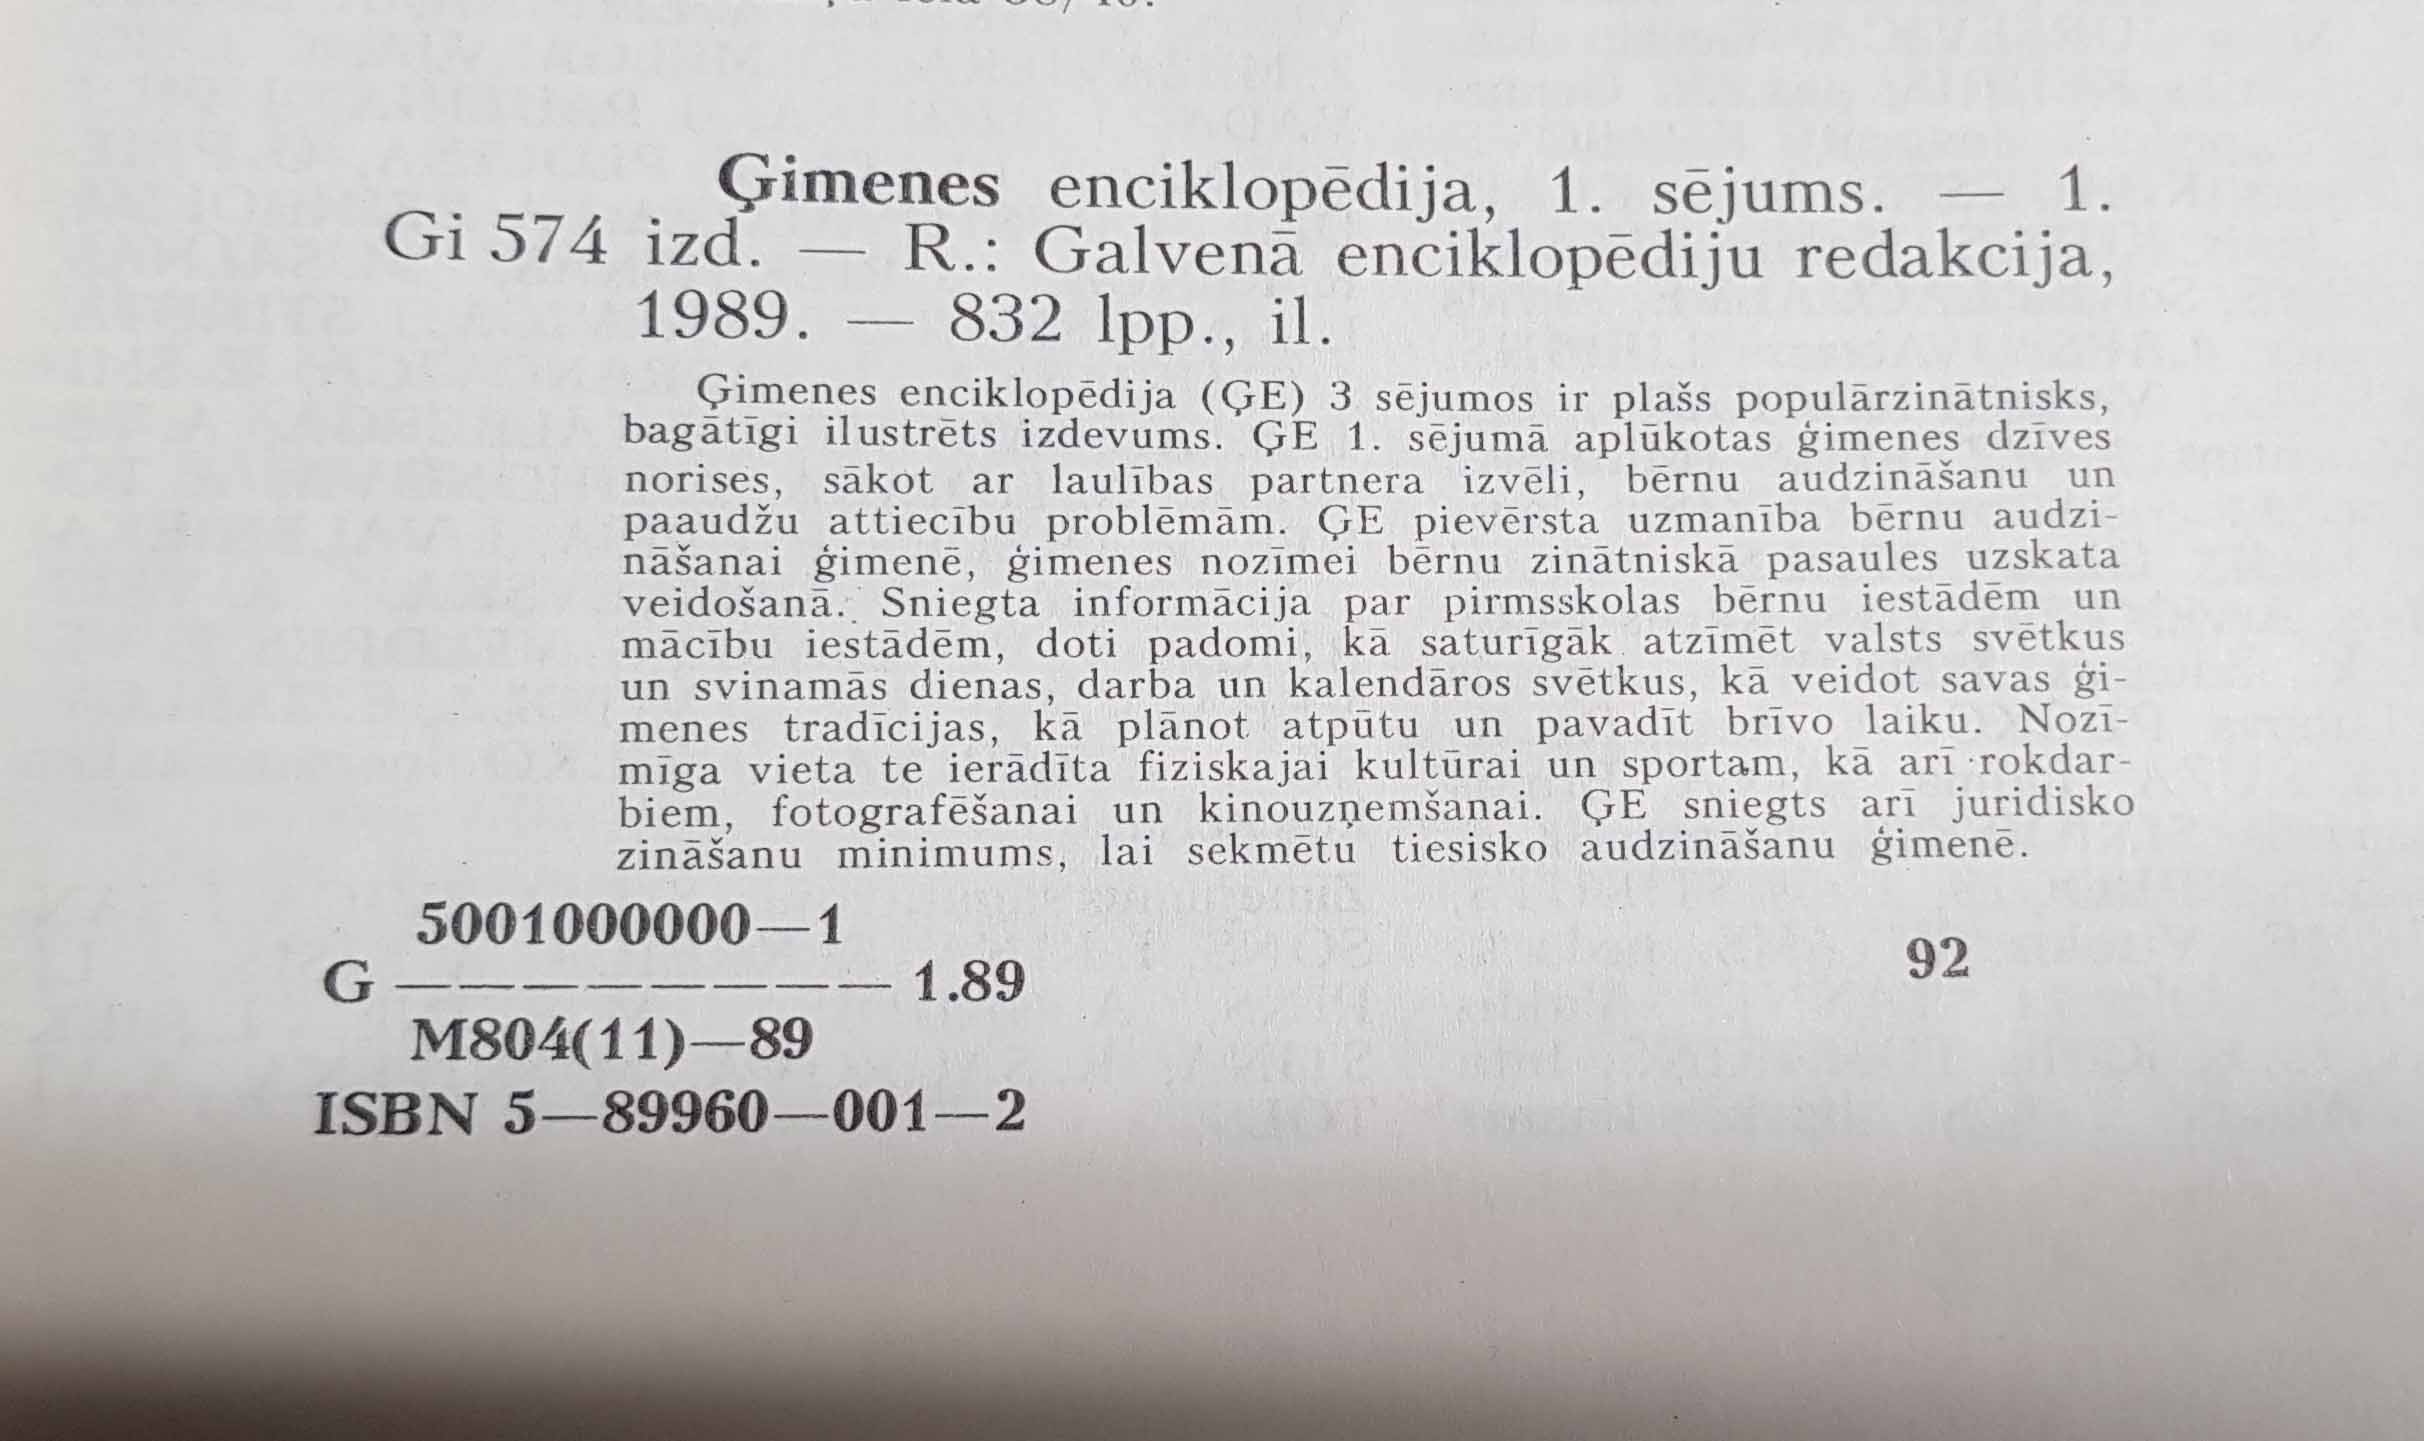 Ģimenes enciklopēdija, 1. sējums. — 1.
Gi 574 izd. — R.: Galvenā enciklopēdiju redakcija,
1989. — 832 lpp., il.
Ģimenes enciklopēdija (ĢE) 3 sējumos ir plašs populārzinātnisks,
bagātīgi ilustrēts izdevums. ĢE 1. sējumā aplūkotas ģimenes dzīves
norises, sākot ar laulības partnera izvēli, bērnu audzināšanu un
paaudžu attiecību problēmām. ĢE pievērsta uzmanība bērnu audzi-
nāšanai ģimenē, ģimenes nozīmei bērnu zinātniskā pasaules uzskata
veidošanā. Sniegta informācija par pirmsskolas bērnu iestādēm un
mācību iestādēm, doti padomi, kā saturīgāk atzīmēt valsts svētkus
un svinamās dienas, darba un kalendāros svētkus, kā veidot savas ģi-
menes tradīcijas, kā plānot atpūtu un pavadīt brīvo laiku. Nozī-
mīga vieta te ierādīta fiziskajai kultūrai un sportam, kā arī rokdar-
biem, fotografēšanai un kinouzņemšanai. ĢE sniegts arī juridisko
zināšanu minimums, lai sekmētu tiesisko audzināšanu ģimenē.
5001000000—1
G ———————— 1.89
92
M804(11)—89
ISBN 5—89960—001—2